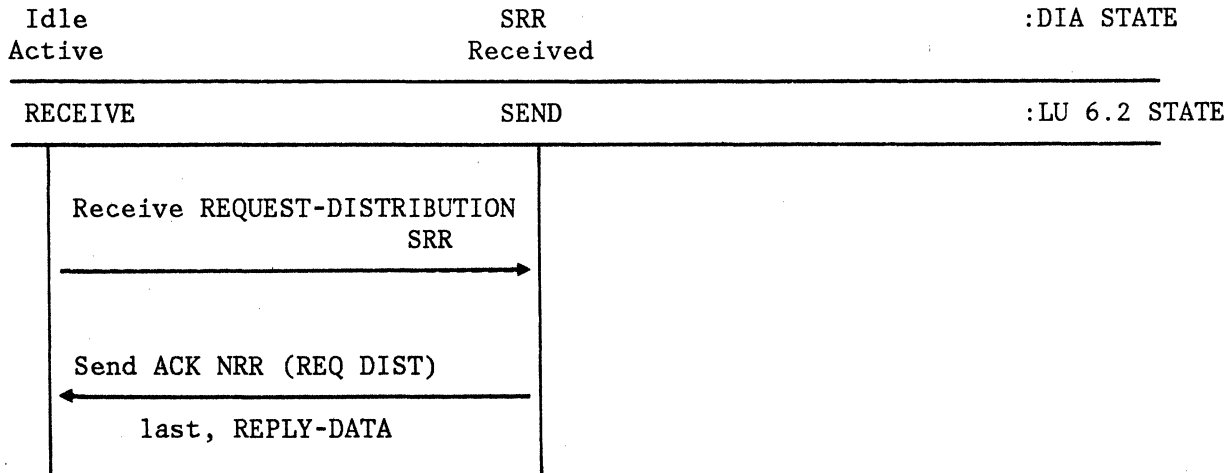 Idle SRR :DIA STATE
Active Received
RECEIVE SEND :LU 6.2 STATE
Receive REQUEST-DISTRIBUTION
SRR
Send ACK NRR (REQ DIST)
last, REPLY-DATA